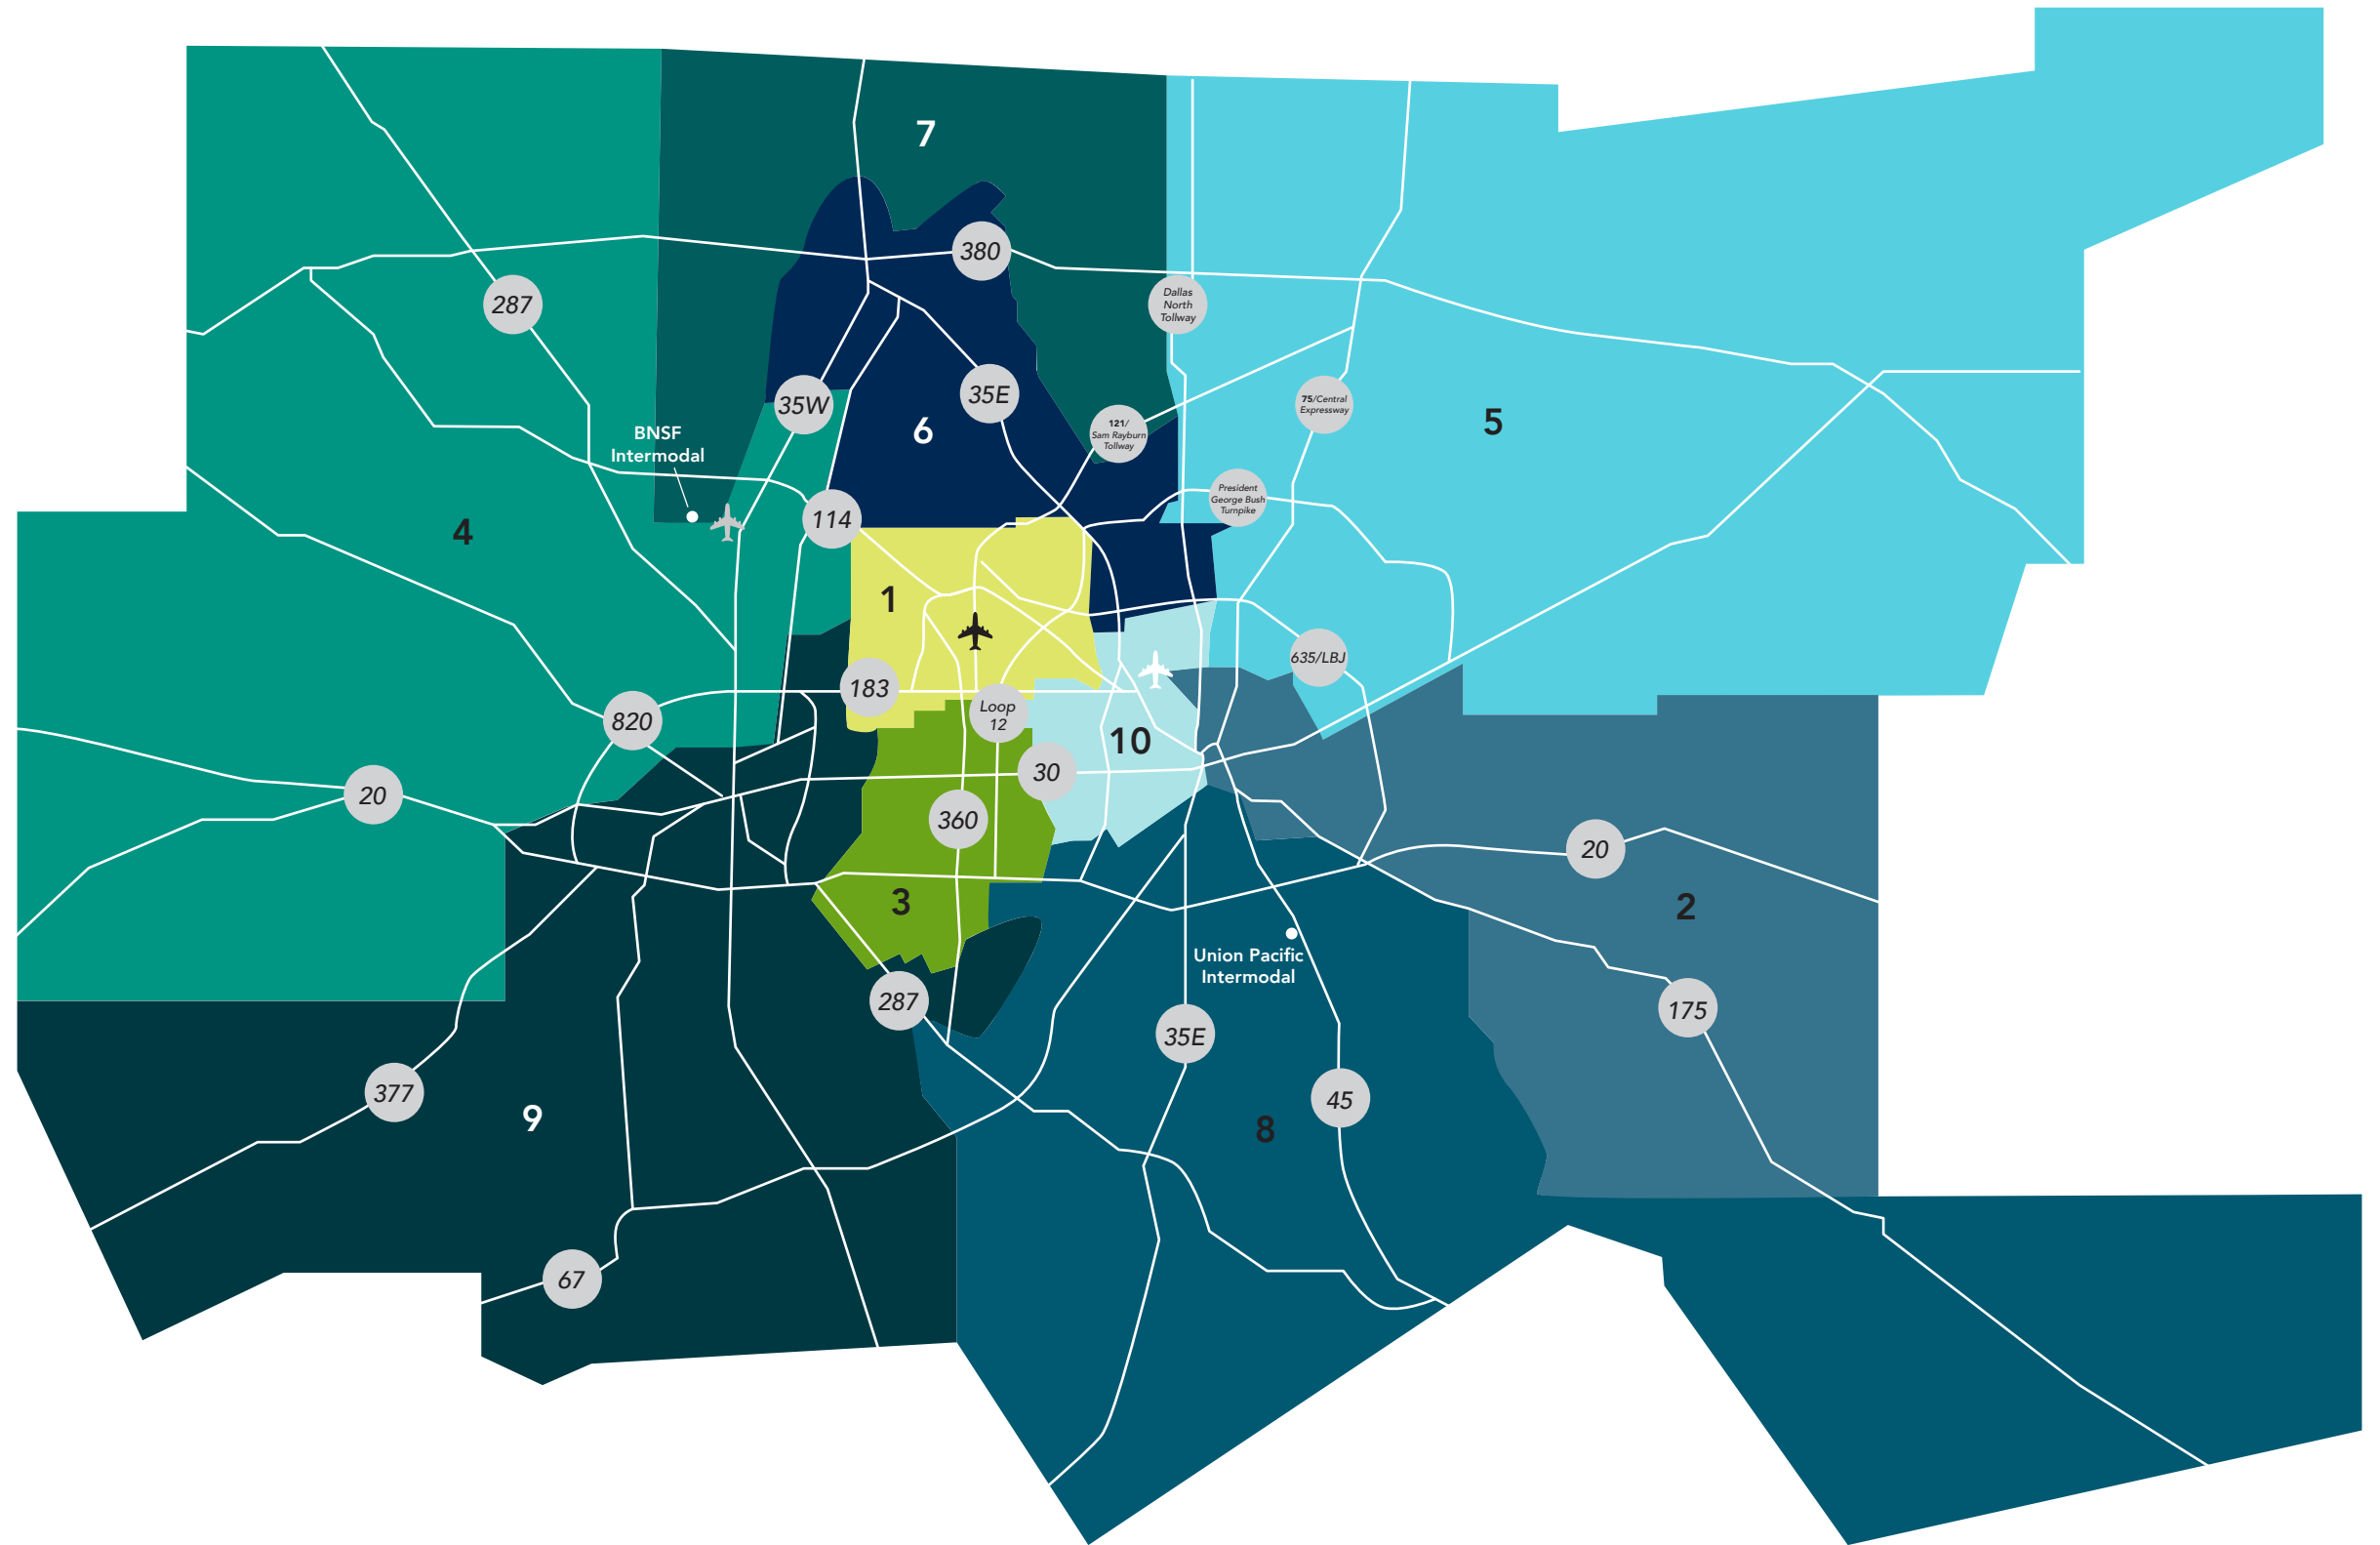 7
380
287
Dallas
North
Tollway
35W
35E
75/Central
Expressway
6
5
121/
Sam Rayburn
Tollway
BNSF
Intermodal
President
George Bush
Turnpike
114
4
1
635/LBJ
183
Loop
12
820
10
30
20
360
20
3
2
Union Pacific
Intermodal
287
175
35E
377
45
9
8
67